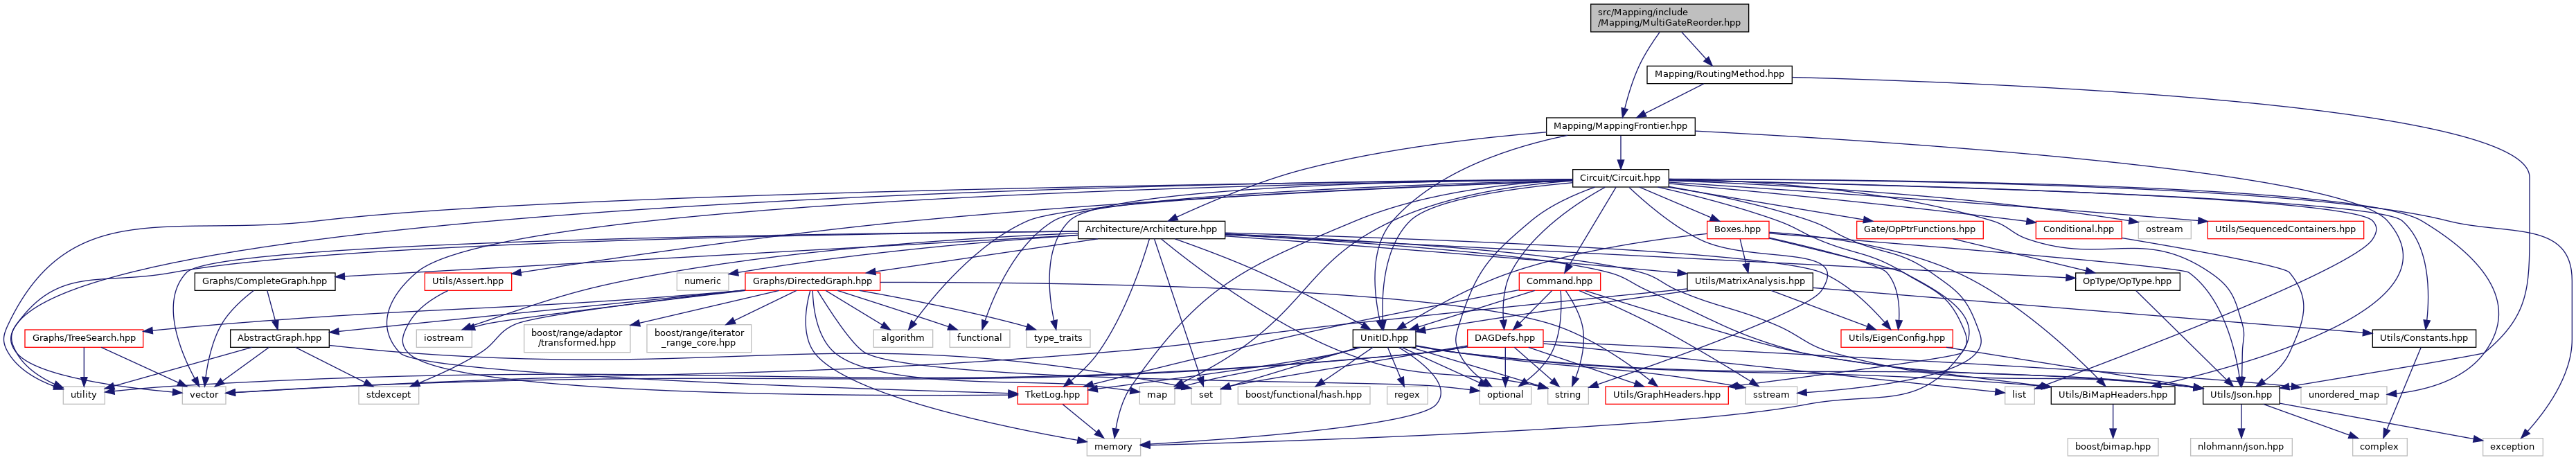 src/Mapping/include
/Mapping/MultiGateReorder.hpp
Mapping/RoutingMethod.hpp
Mapping/MappingFrontier.hpp
Circuit/Circuit.hpp
Architecture/Architecture.hpp
Boxes.hpp
Gate/OpPtrFunctions.hpp
Conditional.hpp
ostream
Utils/SequencedContainers.hpp
Graphs/CompleteGraph.hpp
Utils/Assert.hpp
numeric
Graphs/DirectedGraph.hpp
Utils/MatrixAnalysis.hpp
Command.hpp
OpType/OpType.hpp
Graphs/TreeSearch.hpp
AbstractGraph.hpp
iostream
boost/range/adaptor
/transformed.hpp
boost/range/iterator
_range_core.hpp
algorithm
functional
type_traits
UnitID.hpp
DAGDefs.hpp
Utils/EigenConfig.hpp
Utils/Constants.hpp
utility
vector
stdexcept
TketLog.hpp
map
set
boost/functional/hash.hpp
regex
optional
string
Utils/GraphHeaders.hpp
sstream
list
Utils/BiMapHeaders.hpp
Utils/Json.hpp
unordered_map
memory
boost/bimap.hpp
nlohmann/json.hpp
complex
exception